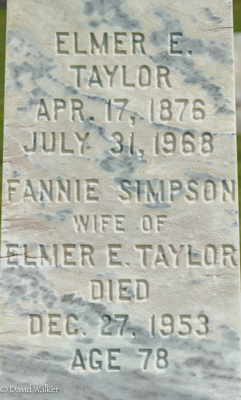 ELMER E.
TAYLOR
APR. 17, 1876
JULY 31, 1968
FANNIE SIMPSON
WIFE OF
ELMER E. TAYLOR
DIED
DEC. 27, 1953
AGE 78
© David Walker